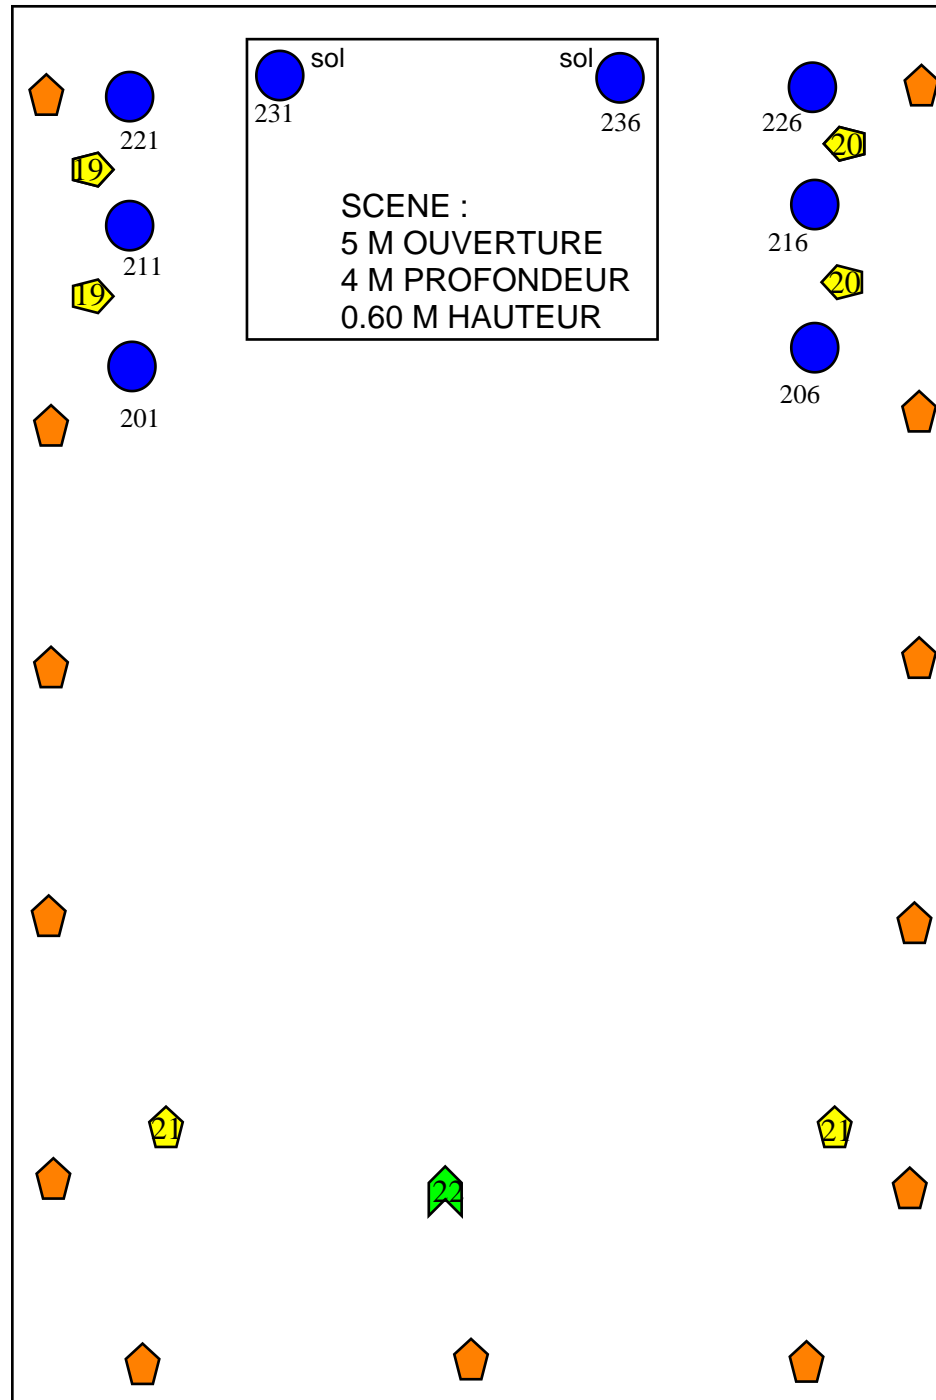 sol
sol
231
236
226
221
20
19
SCENE :
5 M OUVERTURE
4 M PROFONDEUR
0.60 M HAUTEUR
216
211
20
19
206
201
21
21
22